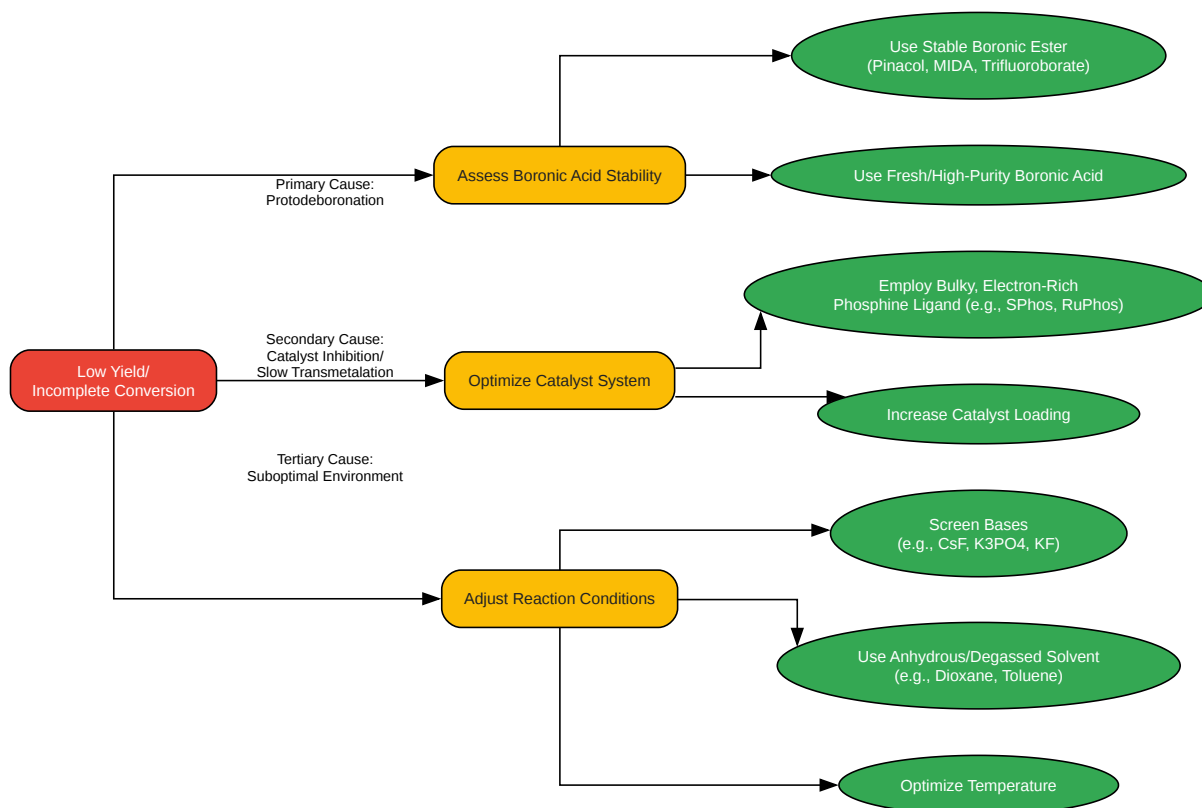 Low Yield/
Incomplete Conversion
Primary Cause:
Protodeboronation
Assess Boronic Acid Stability
Use Stable Boronic Ester
(Pinacol, MIDA, Trifluoroborate)
Use Fresh/High-Purity Boronic Acid
Secondary Cause:
Catalyst Inhibition/
Slow Transmetalation
Optimize Catalyst System
Employ Bulky, Electron-Rich
Phosphine Ligand (e.g., SPhos, RuPhos)
Increase Catalyst Loading
Tertiary Cause:
Suboptimal Environment
Adjust Reaction Conditions
Screen Bases
(e.g., CsF, K3PO4, KF)
Use Anhydrous/Degassed Solvent
(e.g., Dioxane, Toluene)
Optimize Temperature